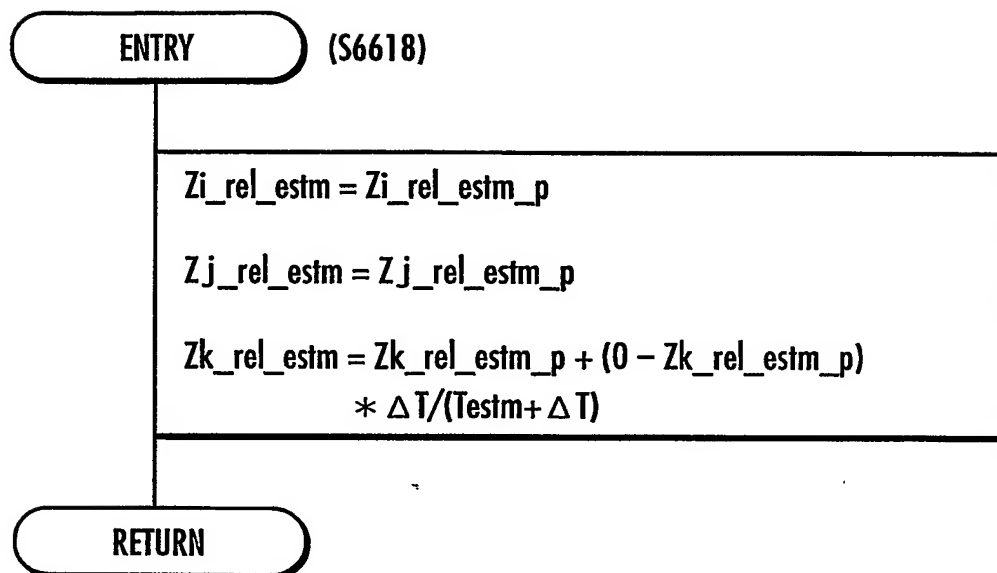 ENTRY (S6618)
Zi_rel_estm = Zi_rel_estm_p
Zj_rel_estm = Zj_rel_estm_p
Zk_rel_estm = Zk_rel_estm_p + (0 – Zk_rel_estm_p)
* ΔT/(Testm+ΔT)
RETURN